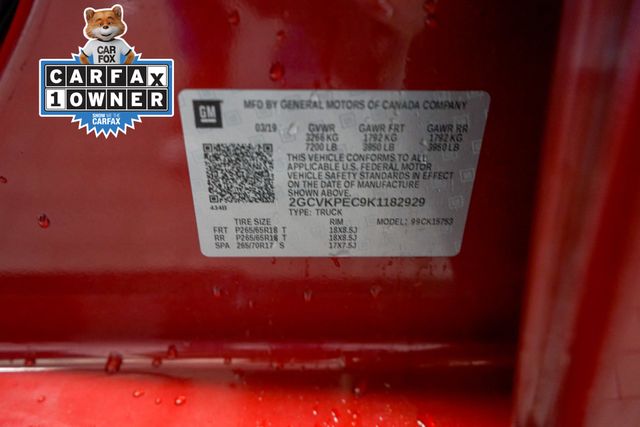 CAR
FOX
CARFAX
1 OWNER
SHOW ME THE
CARFAX
GM
MFD BY GENERAL MOTORS OF CANADA COMPANY
03/19 GVWR GAWR FRT GAWR RR
3266 KG 1792 KG 1792 KG
7200 LB 3950 LB 3950 LB
THIS VEHICLE CONFORMS TO ALL
APPLICABLE U.S. FEDERAL MOTOR
VEHICLE SAFETY STANDARDS IN EFFECT
ON THE DATE OF MANUFACTURE
SHOWN ABOVE.
2GCVKPEC9K1182929
TYPE: TRUCK
MODEL: 99CK15753
TIRE SIZE RIM
FRT P265/65R18 T 18X8.5J
RR P265/65R18 T 18X8.5J
SPA 265/70R17 S 17X7.5J